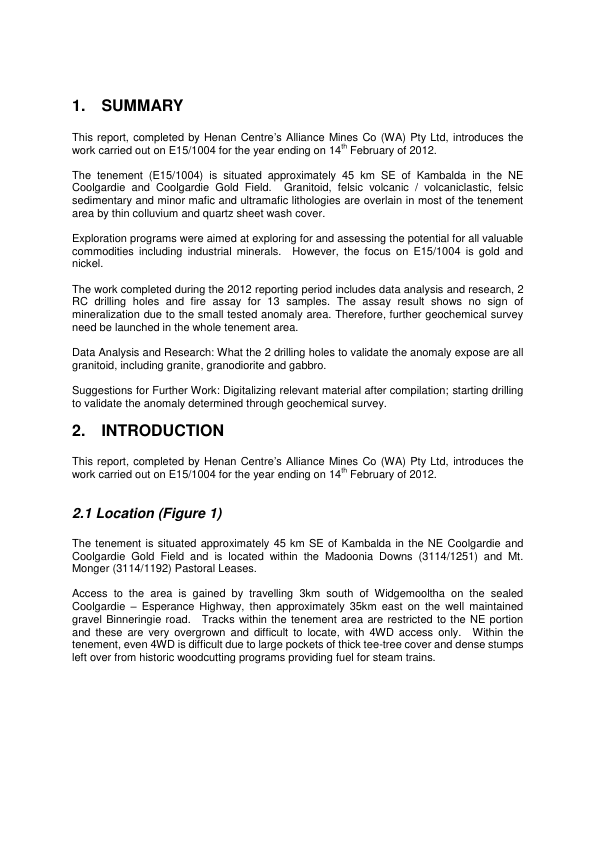 1. SUMMARY
This report, completed by Henan Centre's Alliance Mines Co (WA) Pty Ltd, introduces the
work carried out on E15/1004 for the year ending on 14th February of 2012.
The tenement (E15/1004) is situated approximately 45 km SE of Kambalda in the NE
Coolgardie and Coolgardie Gold Field. Granitoid, felsic volcanic / volcaniclastic, felsic
sedimentary and minor mafic and ultramafic lithologies are overlain in most of the tenement
area by thin colluvium and quartz sheet wash cover.
Exploration programs were aimed at exploring for and assessing the potential for all valuable
commodities including industrial minerals. However, the focus on E15/1004 is gold and
nickel.
The work completed during the 2012 reporting period includes data analysis and research, 2
RC drilling holes and fire assay for 13 samples. The assay result shows no sign of
mineralization due to the small tested anomaly area. Therefore, further geochemical survey
need be launched in the whole tenement area.
Data Analysis and Research: What the 2 drilling holes to validate the anomaly expose are all
granitoid, including granite, granodiorite and gabbro.
Suggestions for Further Work: Digitalizing relevant material after compilation; starting drilling
to validate the anomaly determined through geochemical survey.
2. INTRODUCTION
This report, completed by Henan Centre's Alliance Mines Co (WA) Pty Ltd, introduces the
work carried out on E15/1004 for the year ending on 14th February of 2012.
2.1 Location (Figure 1)
The tenement is situated approximately 45 km SE of Kambalda in the NE Coolgardie and
Coolgardie Gold Field and is located within the Madoonia Downs (3114/1251) and Mt.
Monger (3114/1192) Pastoral Leases.
Access to the area is gained by travelling 3km south of Widgemooltha on the sealed
Coolgardie – Esperance Highway, then approximately 35km east on the well maintained
gravel Binneringie road. Tracks within the tenement area are restricted to the NE portion
and these are very overgrown and difficult to locate, with 4WD access only. Within the
tenement, even 4WD is difficult due to large pockets of thick tee-tree cover and dense stumps
left over from historic woodcutting programs providing fuel for steam trains.